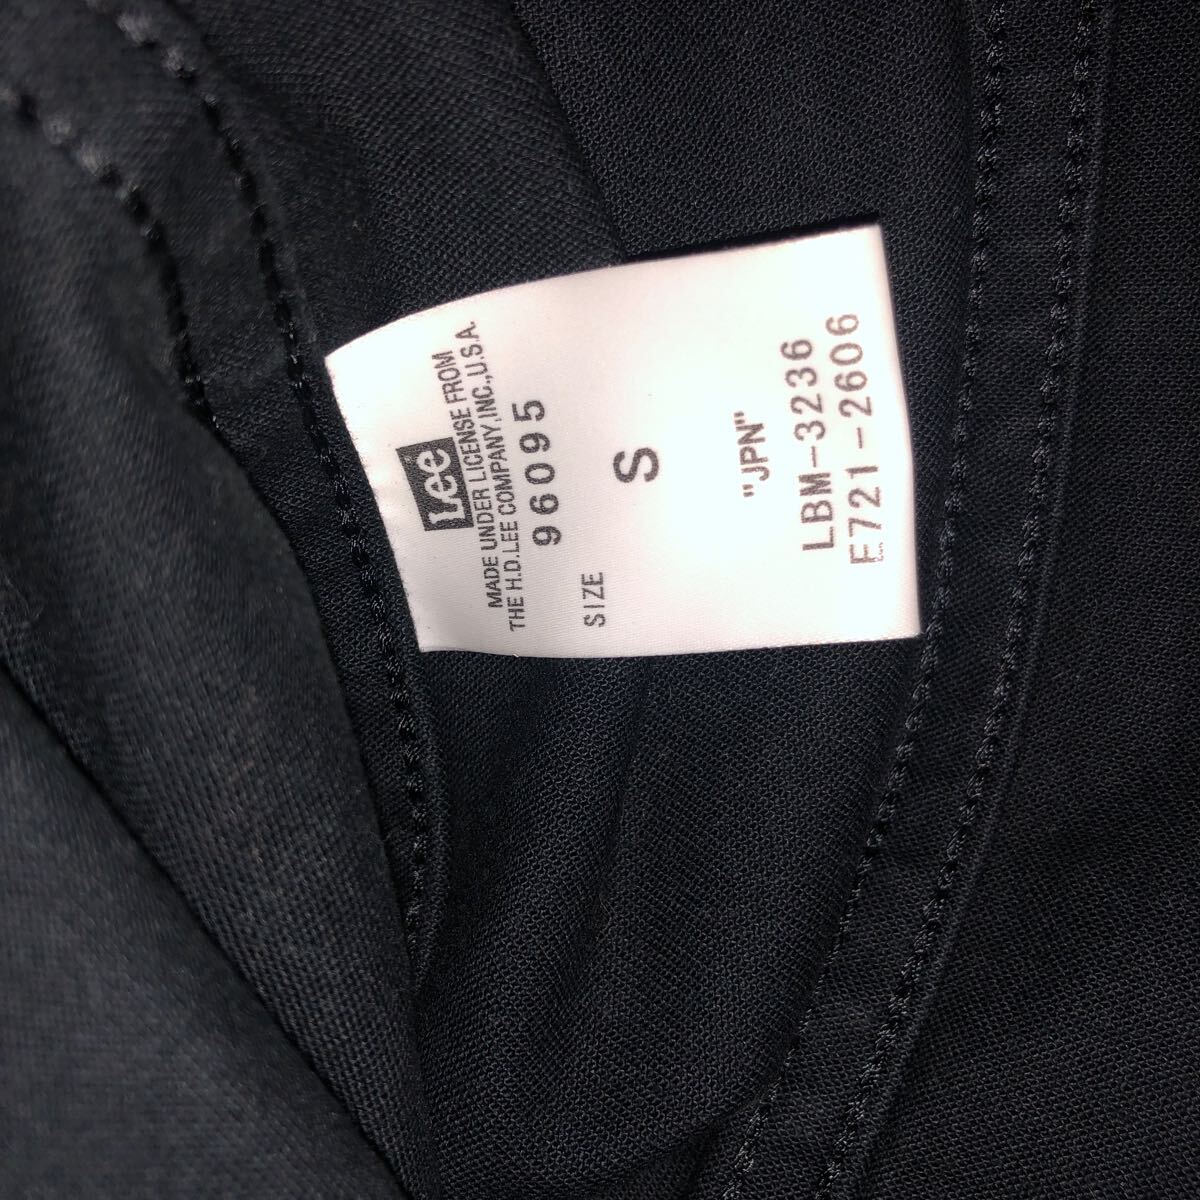 Lee
MADE UNDER LICENSE FROM
THE H.D.LEE COMPANY,INC.,U.S.A.
96095
SIZE S
"JPN"
LBM-3236
E721-2606